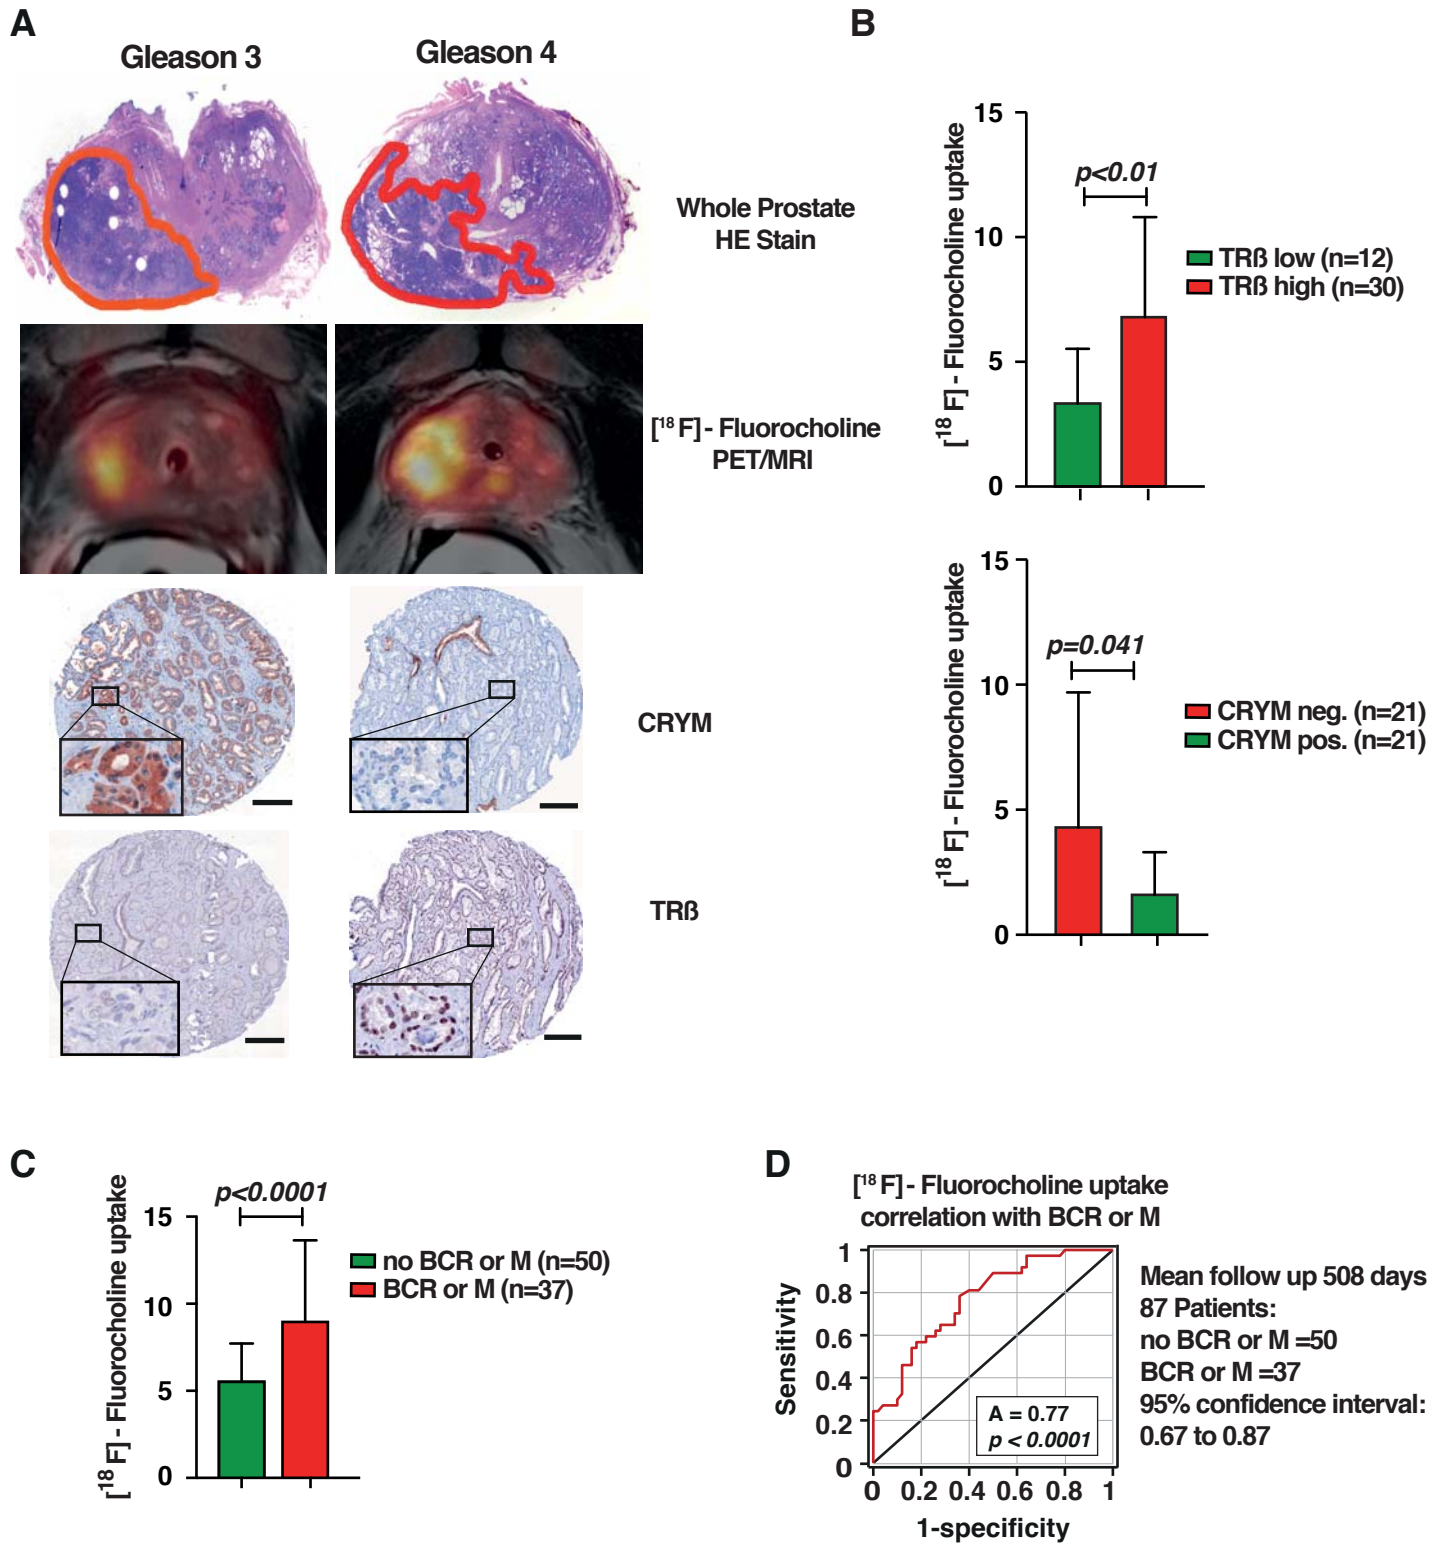 A
Gleason 3
Gleason 4
Whole Prostate
HE Stain
[18 F] - Fluorocholine
PET/MRI
CRYM
TRß
B
[18 F] - Fluorocholine uptake
15
10
5
0
p<0.01
TRß low (n=12)
TRß high (n=30)
[18 F] - Fluorocholine uptake
15
10
5
0
p=0.041
CRYM neg. (n=21)
CRYM pos. (n=21)
C
[18 F] - Fluorocholine uptake
15
10
5
0
p<0.0001
no BCR or M (n=50)
BCR or M (n=37)
D
[18 F] - Fluorocholine uptake
correlation with BCR or M
Sensitivity
1
0.8
0.6
0.4
0.2
0
A = 0.77
p < 0.0001
0 0.2 0.4 0.6 0.8 1
1-specificity
Mean follow up 508 days
87 Patients:
no BCR or M =50
BCR or M =37
95% confidence interval:
0.67 to 0.87